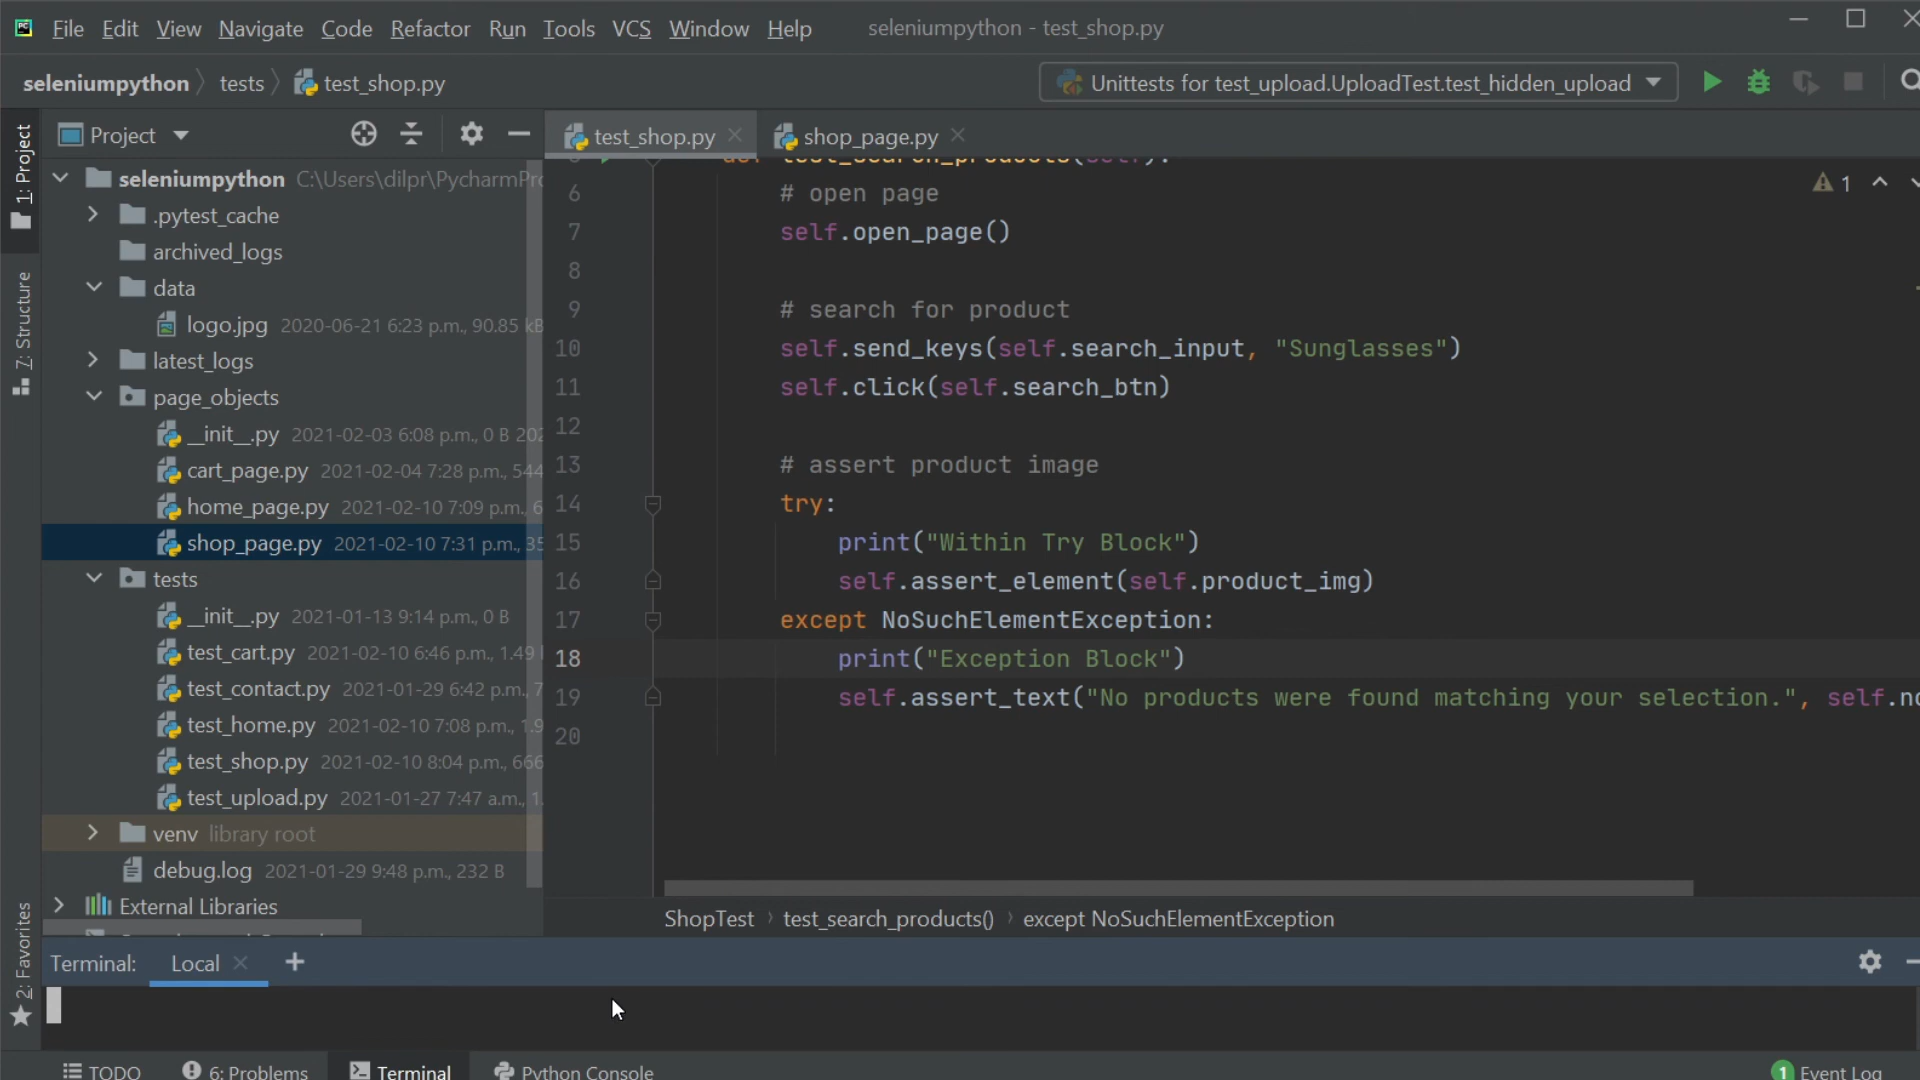 File Edit View Navigate Code Refactor Run Tools VCS Window Help seleniumpython - test_shop.py
seleniumpython tests test_shop.py Unittests for test_upload.UploadTest.test_hidden_upload
1: Project
7: Structure
2: Favorites
Project
seleniumpython C:\Users\dilpr\PycharmPr
.pytest_cache
archived_logs
data
logo.jpg 2020-06-21 6:23 p.m., 90.85 kB
latest_logs
page_objects
__init__.py 2021-02-03 6:08 p.m., 0 B 202
cart_page.py 2021-02-04 7:28 p.m., 544
home_page.py 2021-02-10 7:09 p.m., 6
shop_page.py 2021-02-10 7:31 p.m., 35
tests
__init__.py 2021-01-13 9:14 p.m., 0 B
test_cart.py 2021-02-10 6:46 p.m., 1.49
test_contact.py 2021-01-29 6:42 p.m., 7
test_home.py 2021-02-10 7:08 p.m., 1.9
test_shop.py 2021-02-10 8:04 p.m., 666
test_upload.py 2021-01-27 7:47 a.m., 1.
venv library root
debug.log 2021-01-29 9:48 p.m., 232 B
External Libraries
test_shop.py shop_page.py
def test_search_products(self):
6 # open page
1
7 self.open_page()
8
9 # search for product
10 self.send_keys(self.search_input, "Sunglasses")
11 self.click(self.search_btn)
12
13 # assert product image
14 try:
15 print("Within Try Block")
16 self.assert_element(self.product_img)
17 except NoSuchElementException:
18 print("Exception Block")
19 self.assert_text("No products were found matching your selection.", self.no
20
ShopTest test_search_products() except NoSuchElementException
Terminal: Local +
TODO 6: Problems Terminal Python Console 1 Event Log